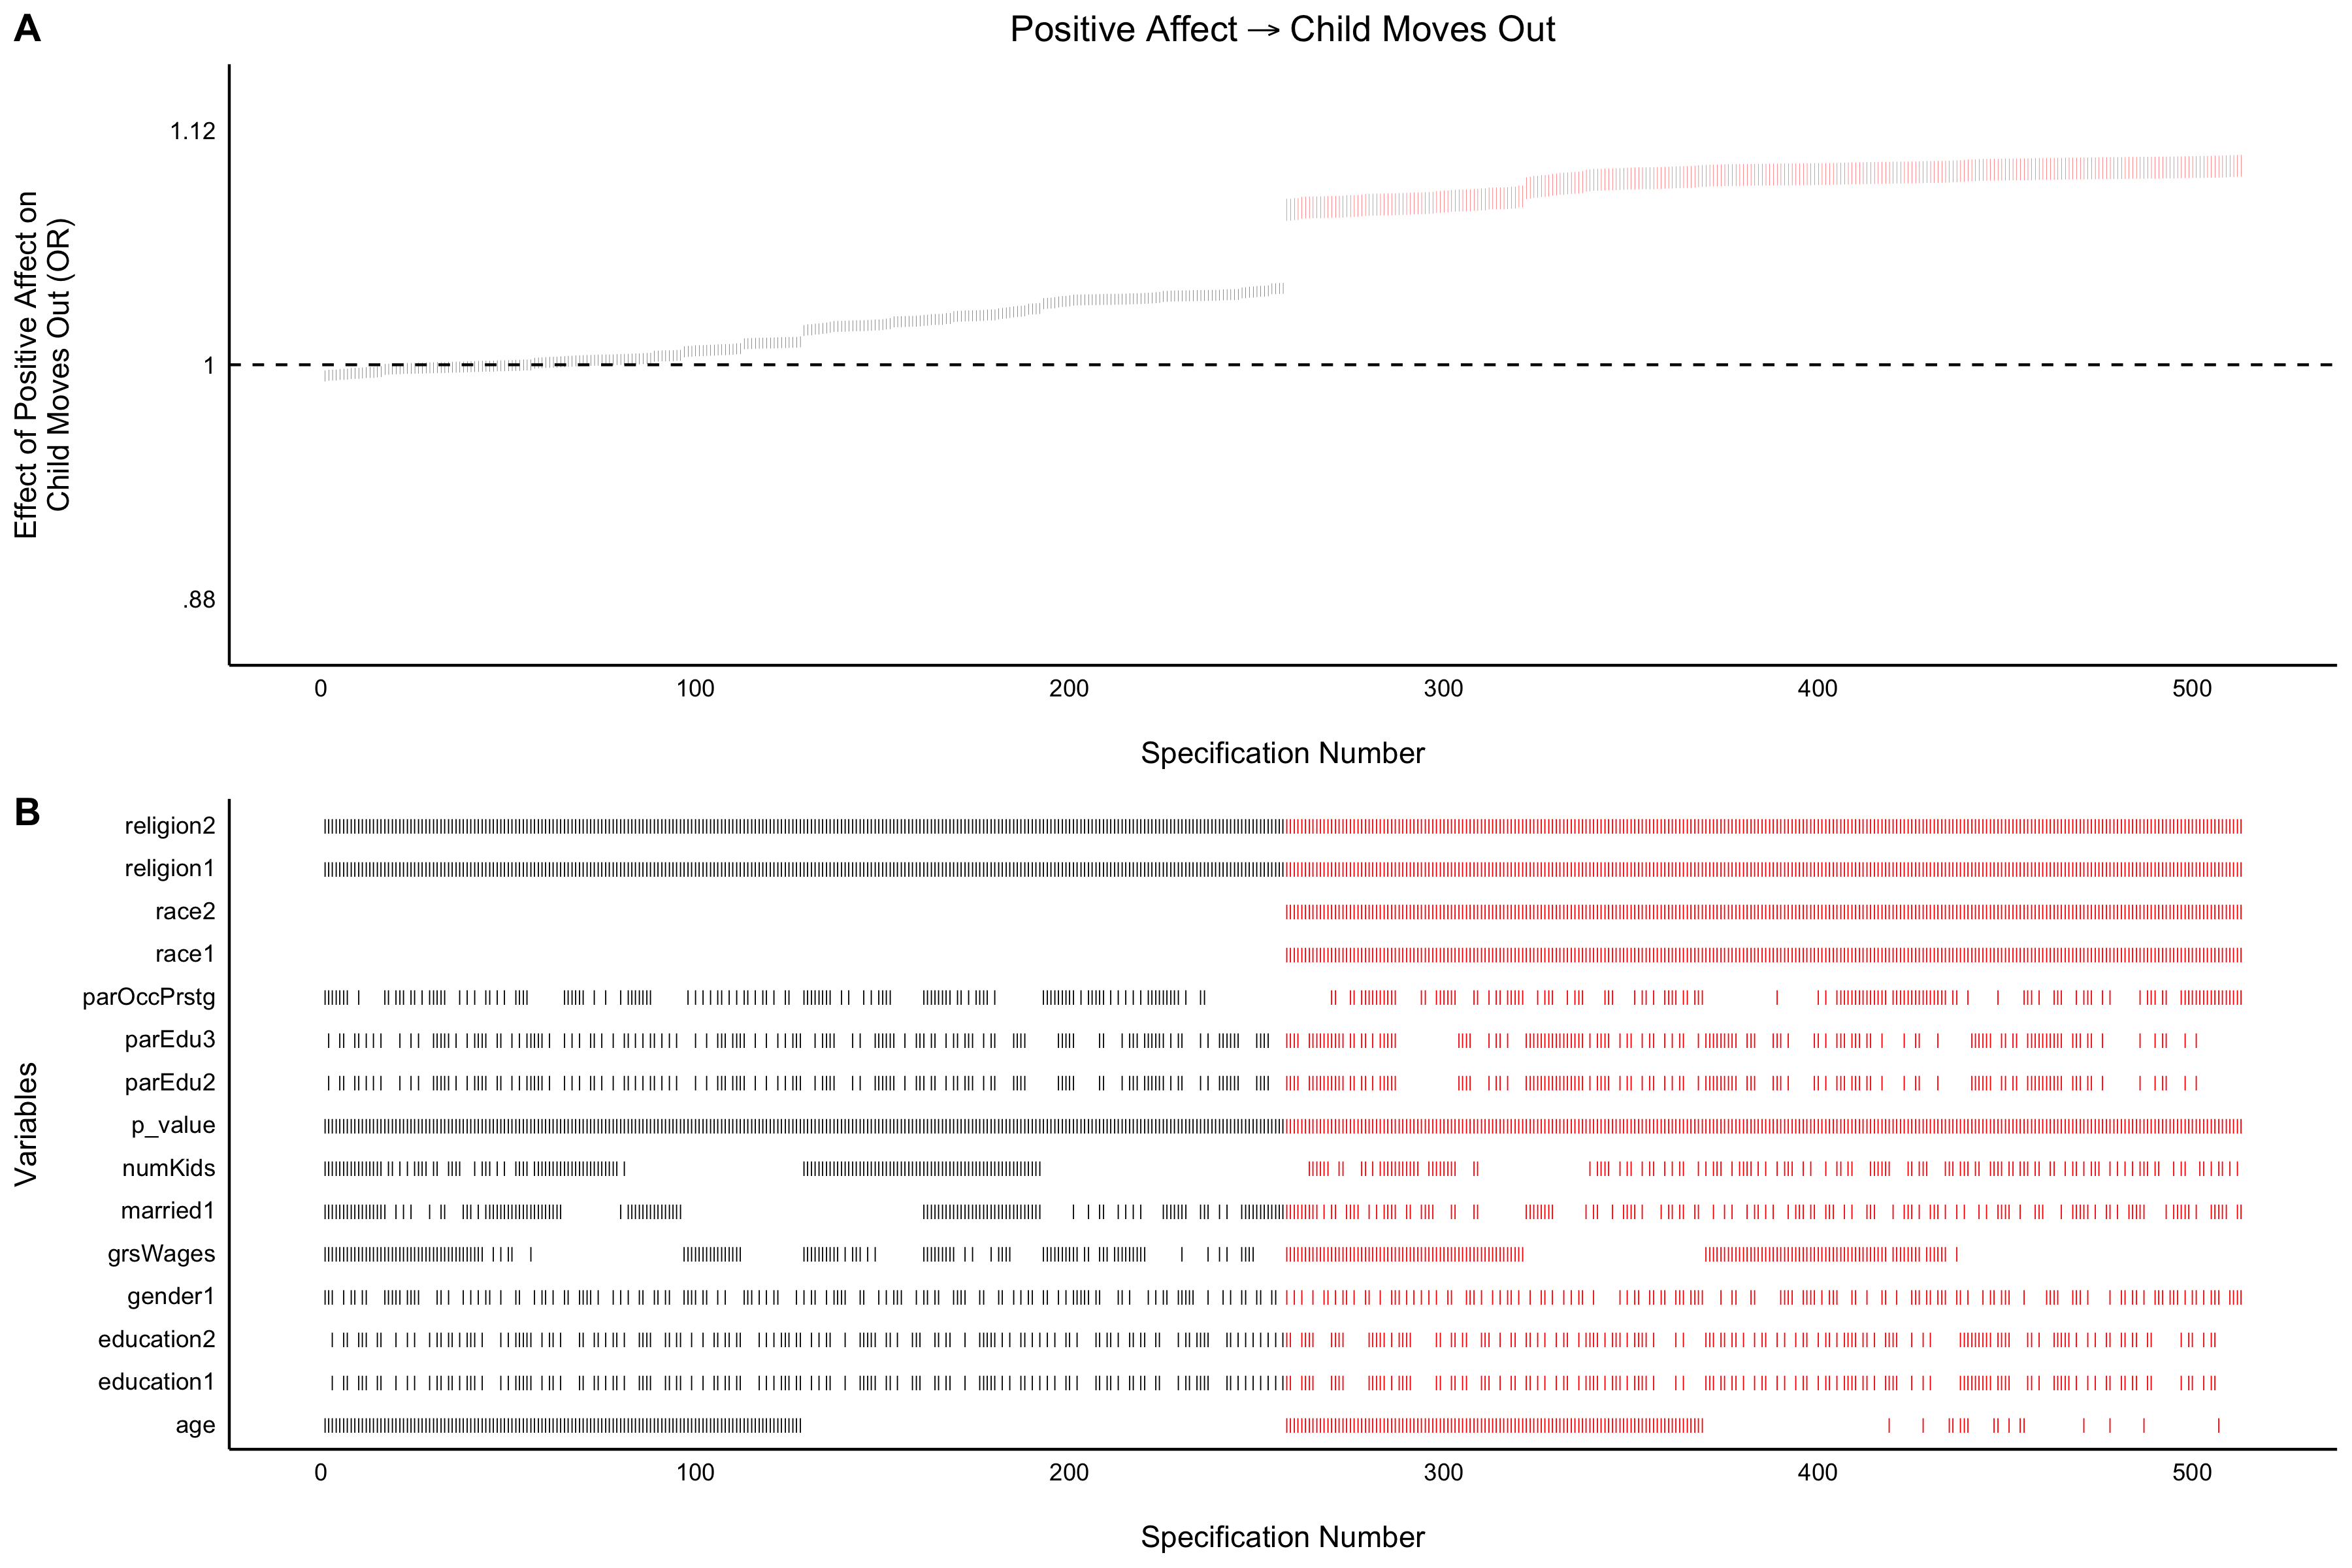 A
Positive Affect → Child Moves Out
Effect of Positive Affect on
Child Moves Out (OR)
1.12
1
.88
0 100 200 300 400 500
Specification Number
B
Variables
religion2
religion1
race2
race1
parOccPrstg
parEdu3
parEdu2
p_value
numKids
married1
grsWages
gender1
education2
education1
age
0 100 200 300 400 500
Specification Number